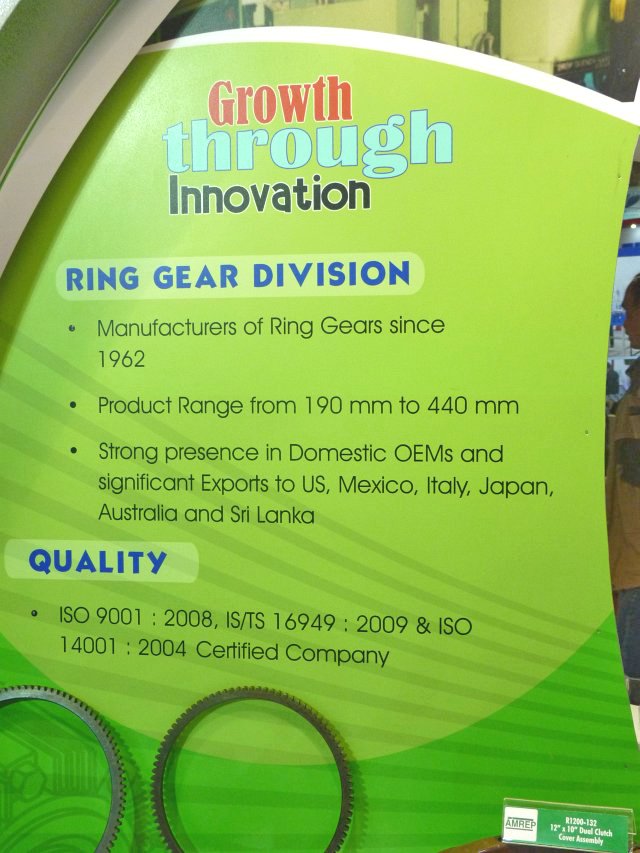 Growth
through
Innovation
RING GEAR DIVISION
• Manufacturers of Ring Gears since
1962
• Product Range from 190 mm to 440 mm
• Strong presence in Domestic OEMs and
significant Exports to US, Mexico, Italy, Japan,
Australia and Sri Lanka
QUALITY
• ISO 9001 : 2008, IS/TS 16949 : 2009 & ISO
14001 : 2004 Certified Company
AMREP
R1200-132
12" x 10" Dual Clutch
Cover Assembly